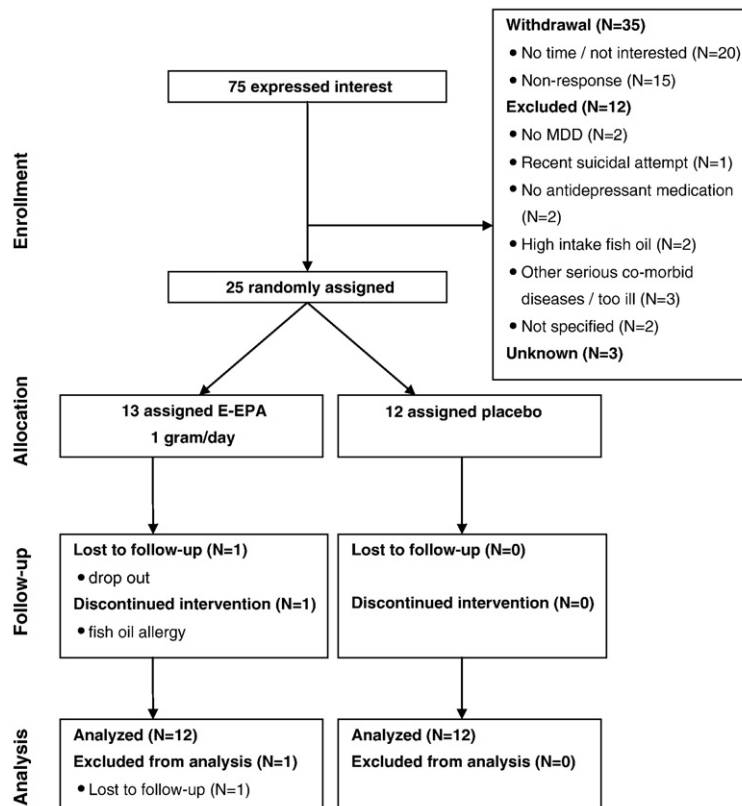 Enrollment
75 expressed interest
Withdrawal (N=35)
• No time / not interested (N=20)
• Non-response (N=15)
Excluded (N=12)
• No MDD (N=2)
• Recent suicidal attempt (N=1)
• No antidepressant medication
(N=2)
• High intake fish oil (N=2)
• Other serious co-morbid
diseases / too ill (N=3)
• Not specified (N=2)
Unknown (N=3)
25 randomly assigned
Allocation
13 assigned E-EPA
1 gram/day
12 assigned placebo
Follow-up
Lost to follow-up (N=1)
• drop out
Discontinued intervention (N=1)
• fish oil allergy
Lost to follow-up (N=0)
Discontinued intervention (N=0)
Analysis
Analyzed (N=12)
Excluded from analysis (N=1)
• Lost to follow-up (N=1)
Analyzed (N=12)
Excluded from analysis (N=0)